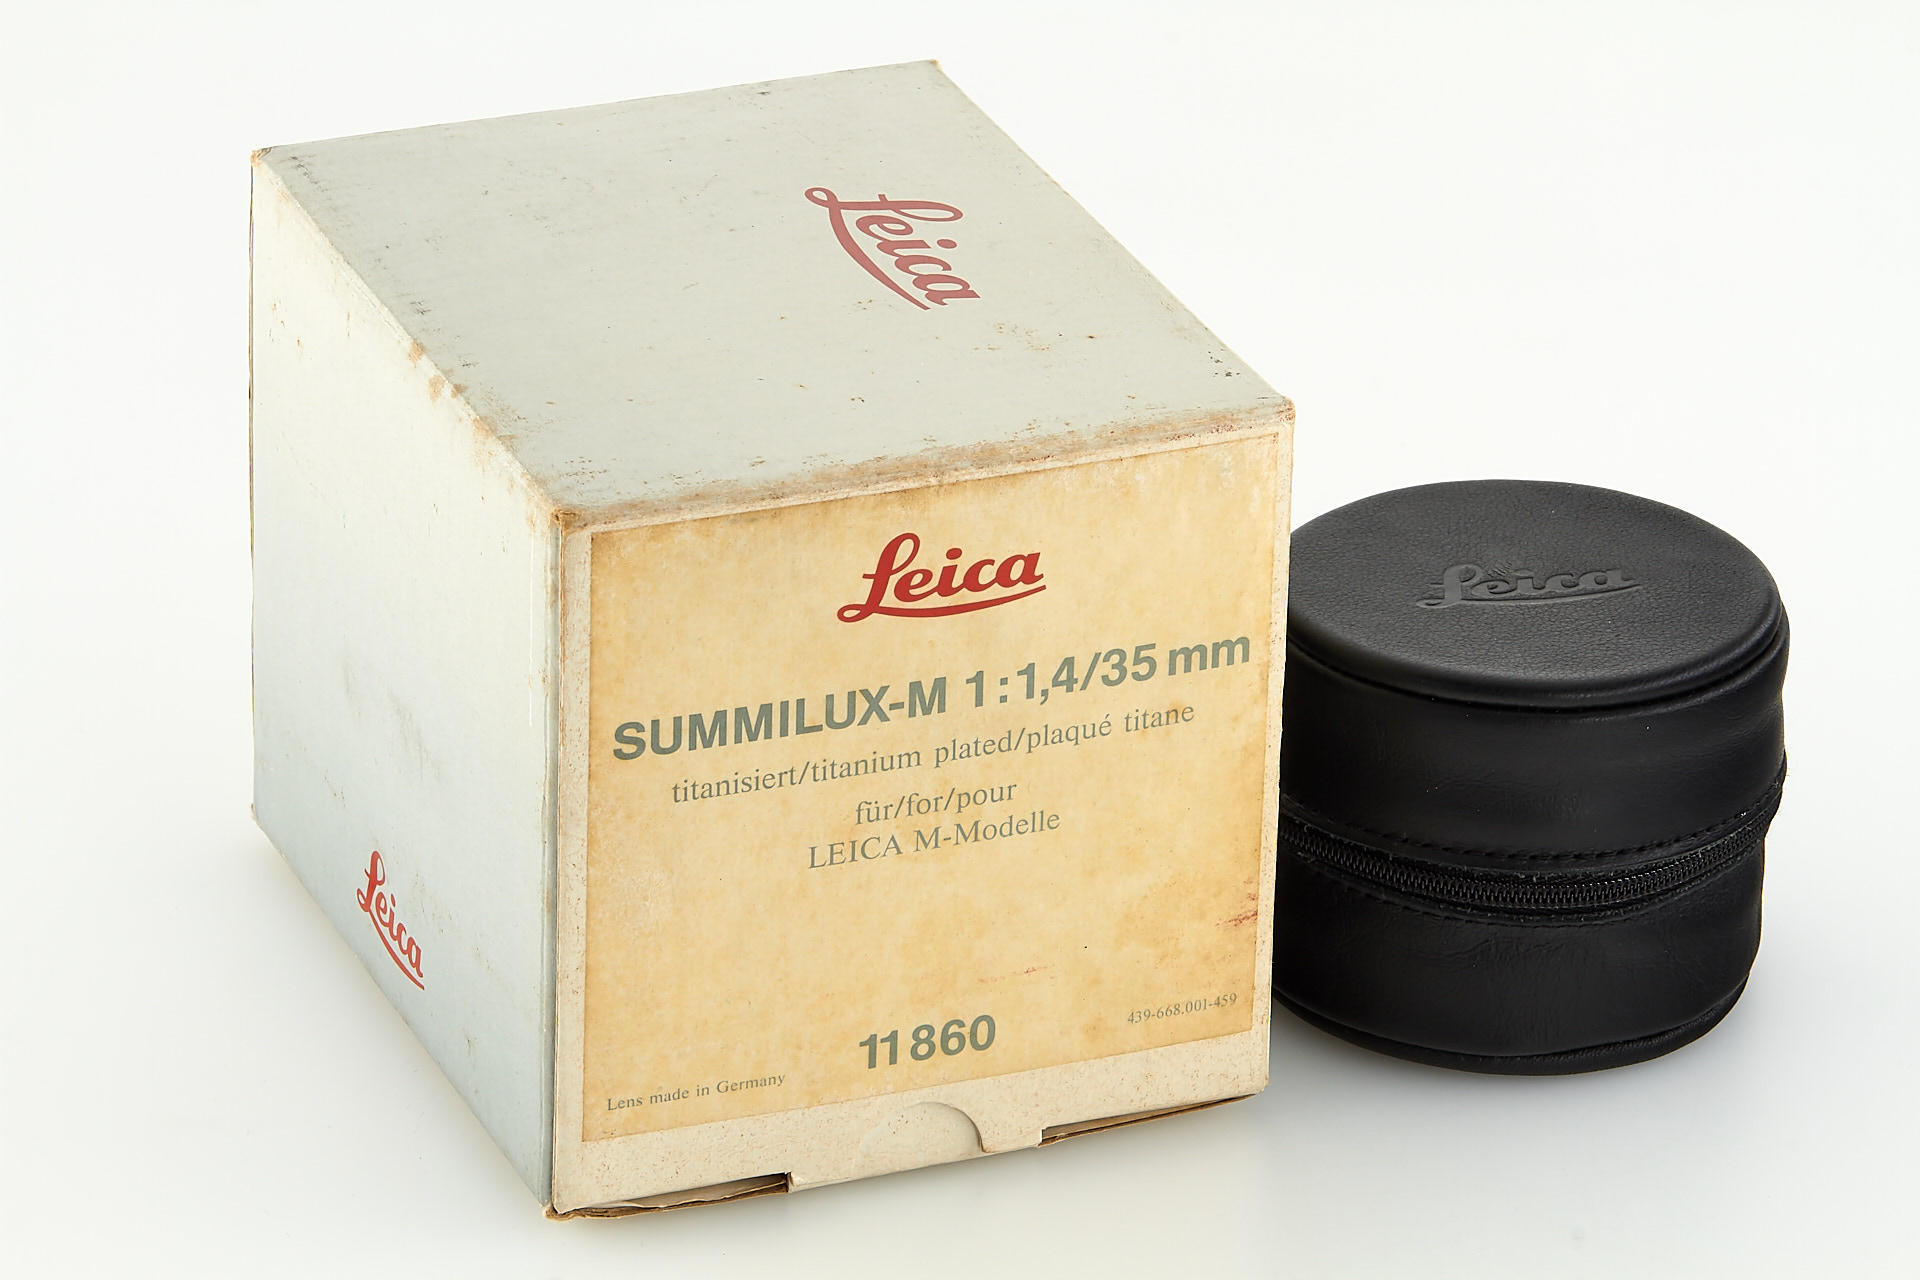 Leica
Leica
SUMMILUX-M 1:1,4/35 mm
titanisiert/titanium plated/plaqué titane
für/for/pour
LEICA M-Modelle
11860
439-668.001-459
Lens made in Germany
Leica
Leica